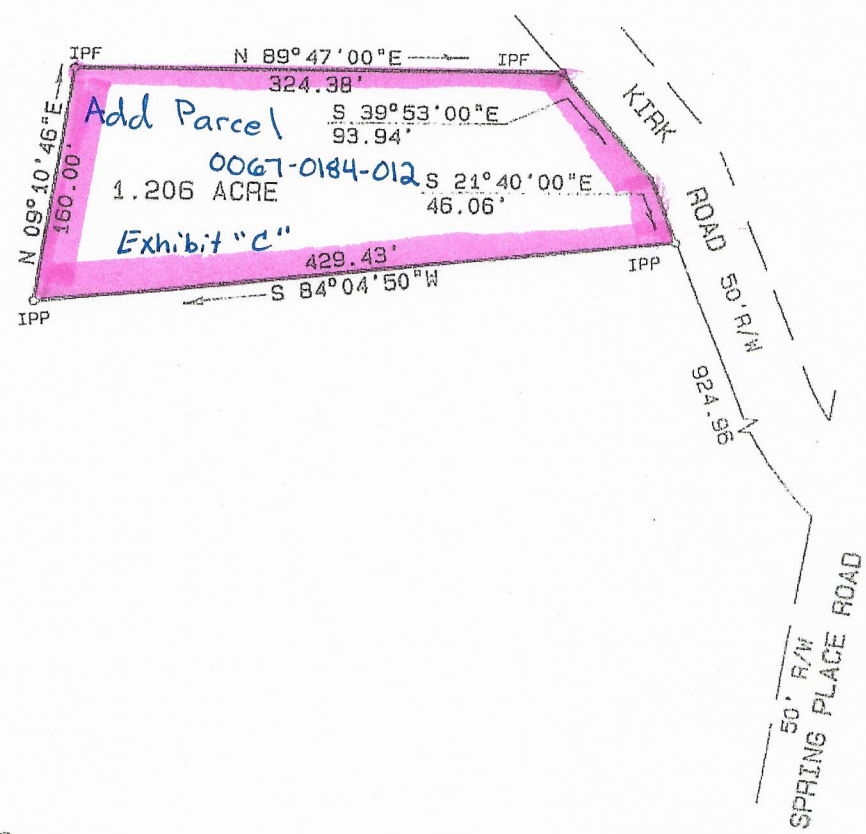 IPF
N 89°47'00"E
IPF
324.38'
Add Parcel
S 39°53'00"E
93.94'
KIRK ROAD 50'R/W
N 09°10'46"E
160.00'
0067-0184-012
1.206 ACRE
S 21°40'00"E
46.06'
Exhibit "C"
429.43'
S 84°04'50"W
IPP
IPP
924.96
50' R/W
SPRING PLACE ROAD